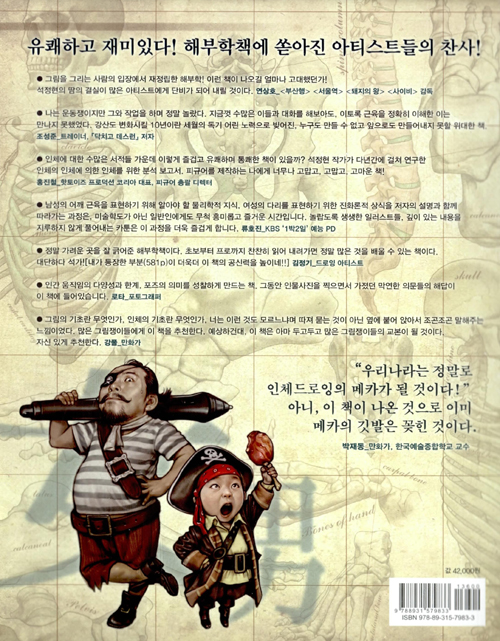 유쾌하고 재미있다! 해부학책에 쏟아진 아티스트들의 찬사!
● 그림을 그리는 사람의 입장에서 재정립한 해부학! 이런 책이 나오길 얼마나 고대했던가!
석정현의 땀의 결실이 많은 아티스트에게 단비가 되어 내릴 것이다. 연상호_<부산행> <서울역> <돼지의 왕> <사이비> 감독
● 나는 운동쟁이지만 그와 작업을 하며 정말 놀랐다. 지금껏 수많은 이들과 대화를 해보아도, 이토록 근육을 정확히 이해한 이는
만나지 못했었다. 강산도 변화시킬 10년이란 세월의 독기 어린 노력으로 빚어진, 누구도 만들 수 없고 앞으로도 만들어내지 못할 위대한 책.
조성준_트레이너, 『닥치고 데스런』 저자
● 인체에 대한 수많은 서적들 가운데 이렇게 즐겁고 유쾌하며 통쾌한 책이 있을까? 석정현 작가가 다년간에 걸쳐 연구한
인체의 인체에 의한 인체를 위한 분석 보고서. 피규어를 제작하는 나에게 너무나 고맙고, 고맙고, 고마운 책!
홍진철_핫토이즈 프로덕션 코리아 대표, 피규어 총괄 디렉터
● 남성의 어깨 근육을 표현하기 위해 알아야 할 물리학적 지식, 여성의 다리를 표현하기 위한 진화론적 상식을 저자의 설명과 함께
따라가는 과정은, 미술학도가 아닌 일반인에게도 무척 흥미롭고 즐거운 시간입니다. 놀랍도록 생생한 일러스트들, 깊이 있는 내용을
지루하지 않게 풀어내는 카툰은 이 과정을 더욱 즐겁게 합니다. 류호진_KBS '1박2일' 예능 PD
● 정말 가려운 곳을 잘 긁어준 해부학책이다. 초보부터 프로까지 찬찬히 읽어 내려가면 정말 많은 것을 배울 수 있는 책이다.
대단하다 석가!![내가 등장한 부분(581p)이 더욱더 이 책의 공신력을 높이네!!] 김정기_드로잉 아티스트
● 인간 움직임의 다양성과 한계, 포즈의 의미를 성찰하게 만드는 책, 그동안 인물사진을 찍으면서 가졌던 막연한 의문들의 해답이
이 책에 들어있습니다. 로타_포토그래퍼
● 그림의 기초란 무엇인가, 인체의 기초란 무엇인가, 너는 이런 것도 모르느냐며 따져 묻는 것이 아닌 옆에 붙어 앉아서 조곤조곤 말해주는
느낌이었다. 많은 그림쟁이들에게 이 책을 추천한다. 예상하건대, 이 책은 아마 두고두고 많은 그림쟁이들의 교본이 될 것이다.
자신 있게 추천한다. 강풀_만화가
“우리나라는 정말로
인체드로잉의 메카가 될 것이다!”
아니, 이 책이 나온 것으로 이미
메카의 깃발은 꽂힌 것이다.
박재동_만화가, 한국예술종합학교 교수
skull
Bones of hand
값 42,000원
13600
9 788931 579833
ISBN 978-89-315-7983-3